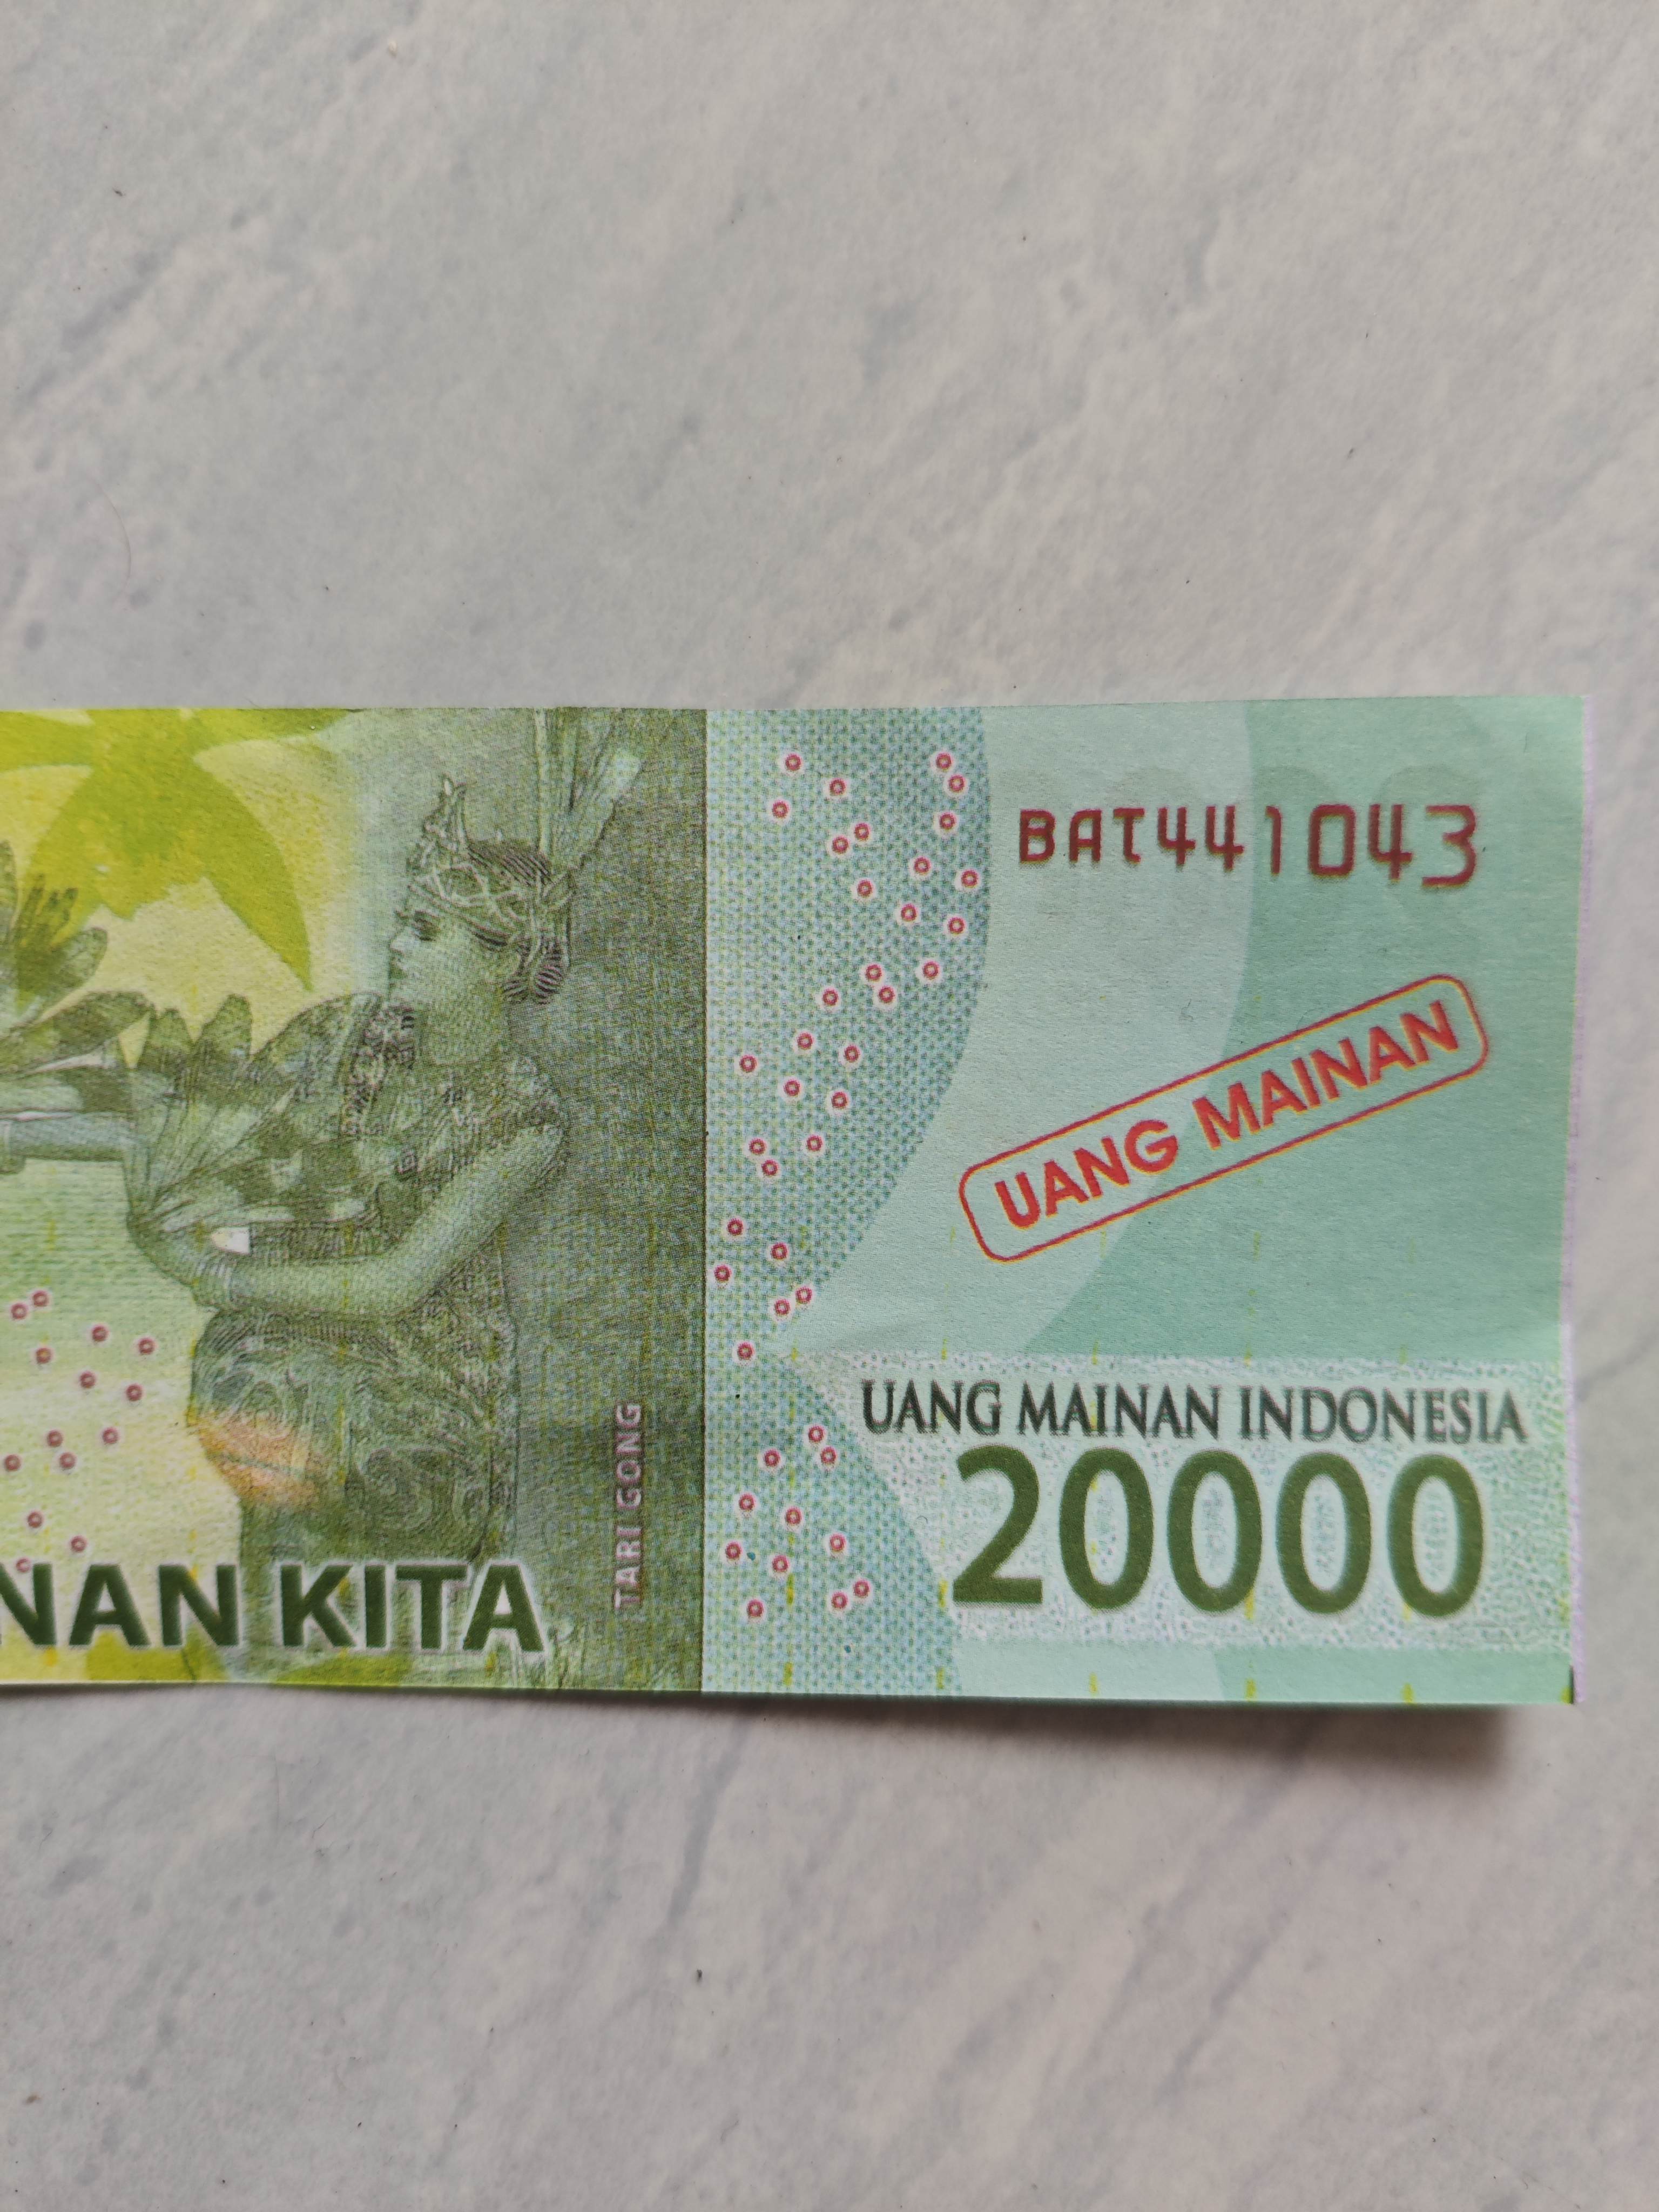 BAT441043
UANG MAINAN
TARI GONG
UANG MAINAN INDONESIA
20000
NAN KITA